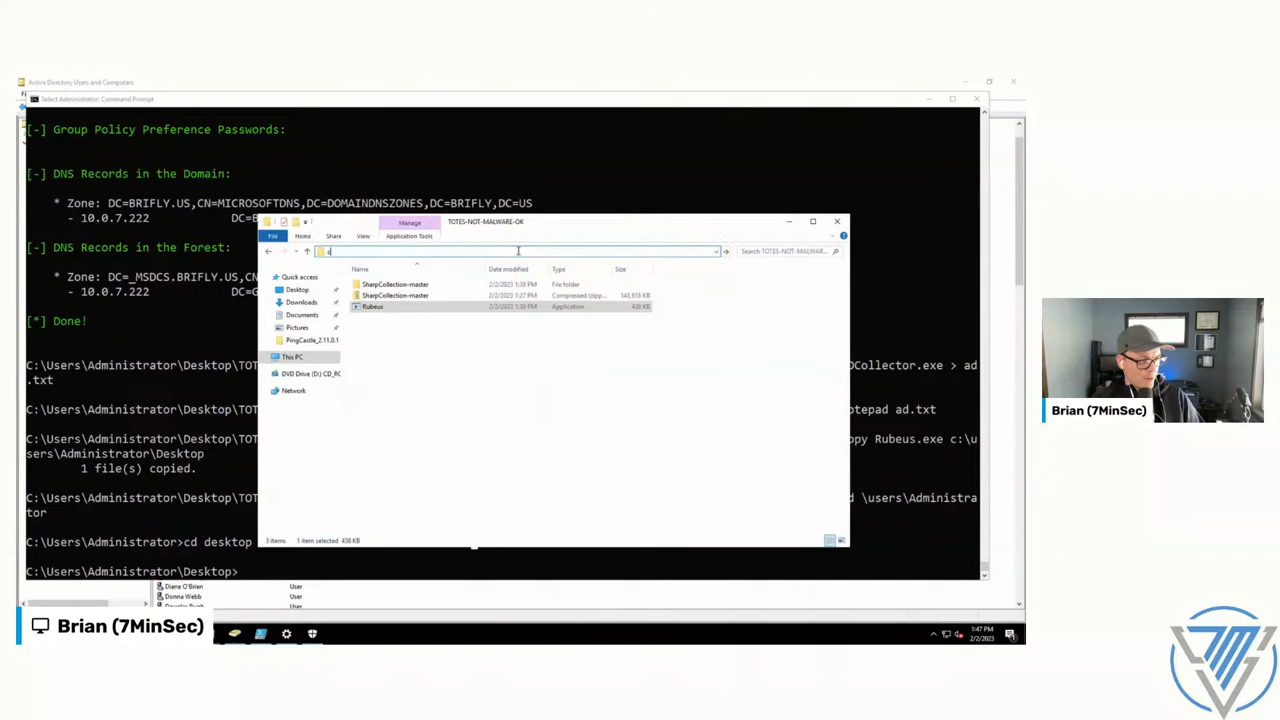 Active Directory Users and Computers
Select Administrator: Command Prompt
[-] Group Policy Preference Passwords:
[-] DNS Records in the Domain:
* Zone: DC=BRIFLY.US,CN=MICROSOFTDNS,DC=DOMAINDNSZONES,DC=BRIFLY,DC=US
- 10.0.7.222 DC=B
[-] DNS Records in the Forest:
* Zone: DC=_MSDCS.BRIFLY.US,CN
- 10.0.7.222 DC=G
[*] Done!
C:\Users\Administrator\Desktop\TOT
DCollector.exe > ad
.txt
C:\Users\Administrator\Desktop\TOT
otepad ad.txt
C:\Users\Administrator\Desktop\TOT
opy Rubeus.exe c:\u
sers\Administrator\Desktop
1 file(s) copied.
C:\Users\Administrator\Desktop\TOT
d \users\Administra
tor
C:\Users\Administrator>cd desktop
C:\Users\Administrator\Desktop>
Manage
TOTES-NOT-MALWARE-OK
File Home Share View Application Tools
c
Search TOTES-NOT-MALWAR...
Name Date modified Type Size
SharpCollection-master 2/2/2023 1:39 PM File folder
SharpCollection-master 2/2/2023 1:27 PM Compressed (zipp... 143,618 KB
Rubeus 2/2/2023 1:39 PM Application 438 KB
Quick access
Desktop
Downloads
Documents
Pictures
PingCastle_2.11.0.1
This PC
DVD Drive (D:) CD_RO
Network
3 items 1 item selected 438 KB
Diane O'Brien User
Donna Webb User
User
Brian (7MinSec)
1:47 PM
2/2/2023
Brian (7MinSec)
7M